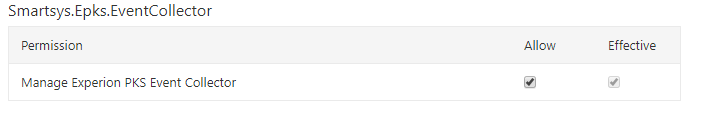 Smartsys.Epks.EventCollector
Permission Allow Effective
Manage Experion PKS Event Collector